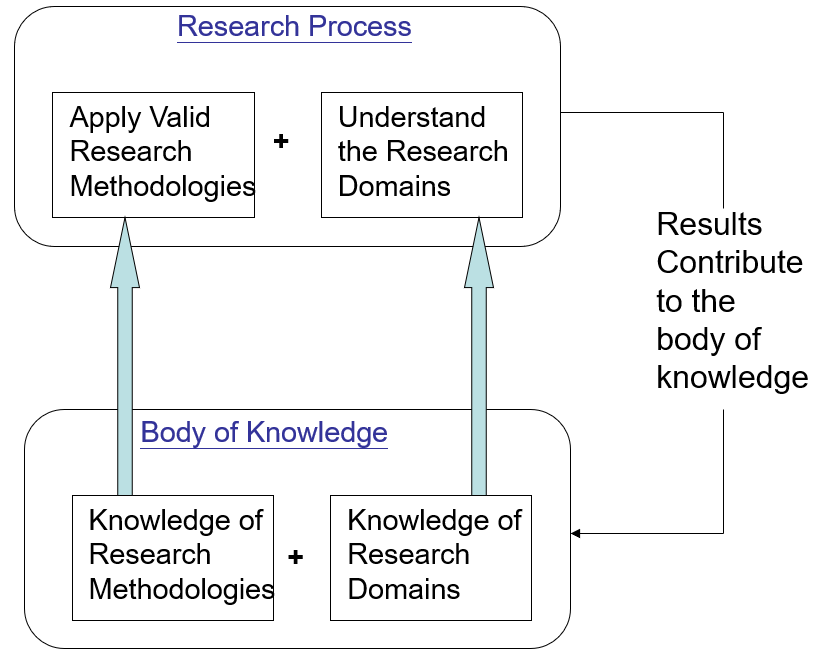 Research Process
Apply Valid
Research
Methodologies
+
Understand
the Research
Domains
Results
Contribute
to the
body of
knowledge
Body of Knowledge
Knowledge of
Research
Methodologies
+
Knowledge of
Research
Domains